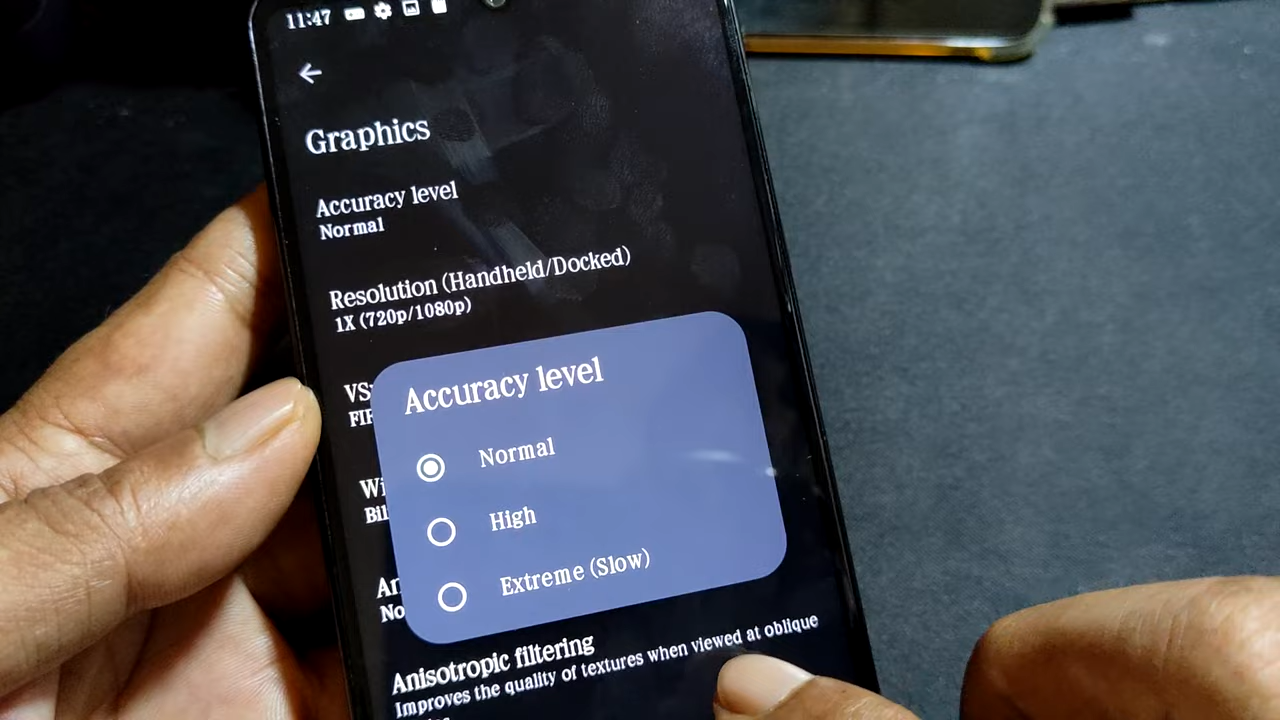 11:47
Graphics
Accuracy level
Normal
Resolution (Handheld/Docked)
1X (720p/1080p)
Accuracy level
Normal
High
Extreme (Slow)
Anisotropic filtering
Improves the quality of textures when viewed at oblique